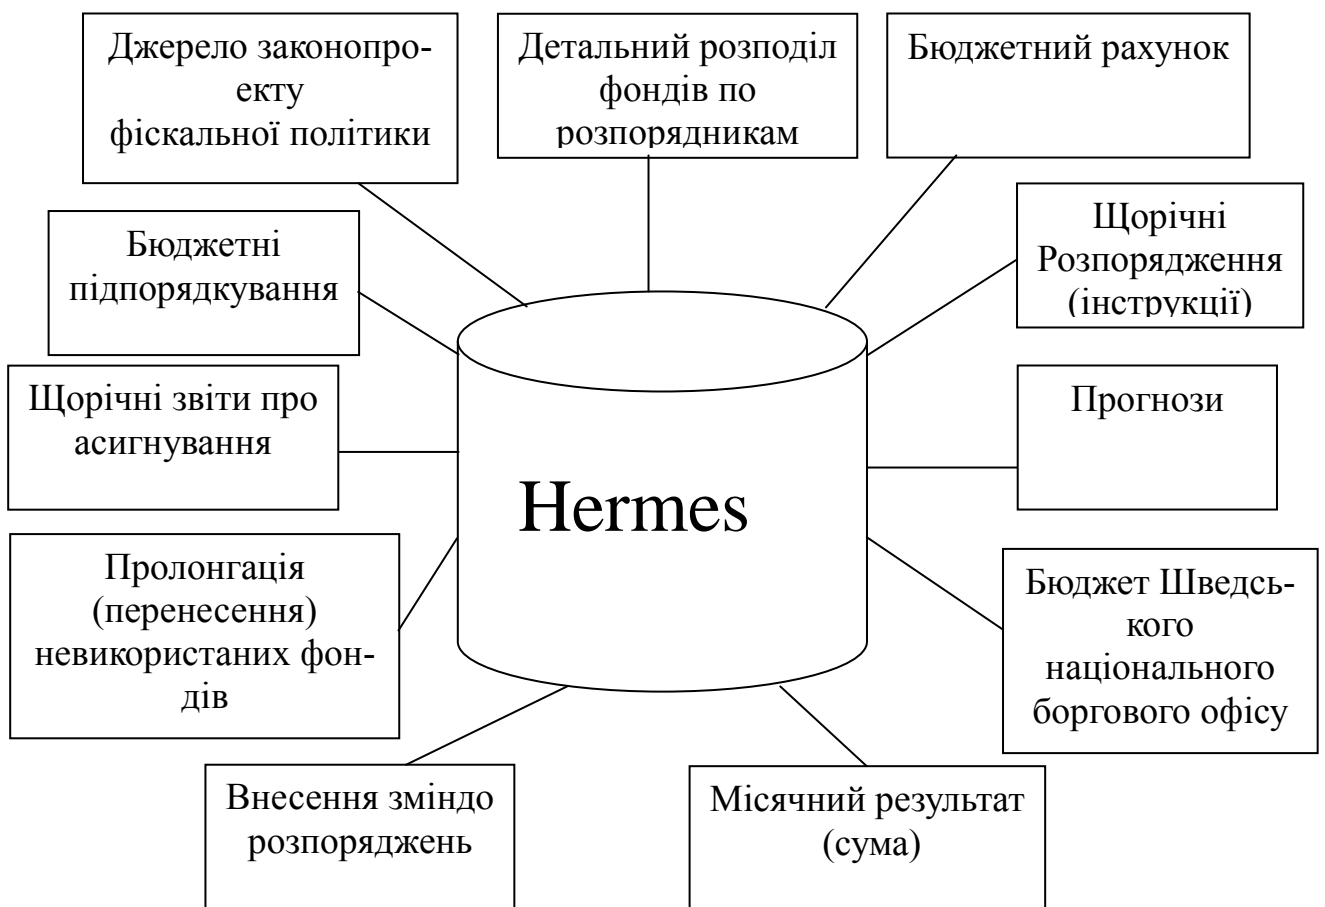 Джерело законопро-
екту
фіскальної політики
Детальний розподіл
фондів по
розпорядникам
Бюджетний рахунок
Щорічні
Розпорядження
(інструкції)
Бюджетні
підпорядкування
Щорічні звіти про
асигнування
Прогнози
Hermes
Пролонгація
(перенесення)
невикористаних фон-
дів
Бюджет Шведсь-
кого
національного
боргового офісу
Внесення зміндо
розпоряджень
Місячний результат
(сума)